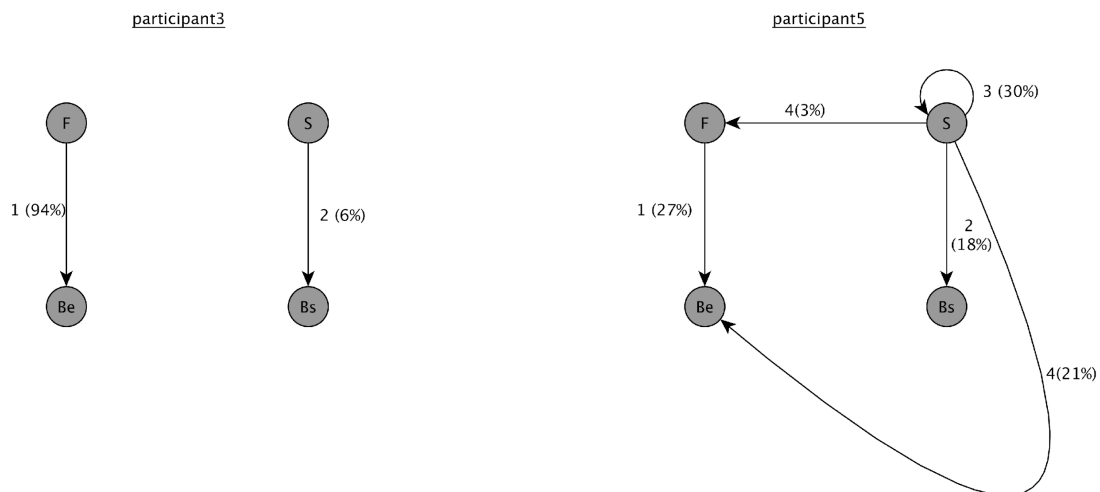 participant3
participant5
3 (30%)
F
S
4(3%)
F
S
1 (94%)
2 (6%)
1 (27%)
2
(18%)
Be
Bs
Be
Bs
4(21%)